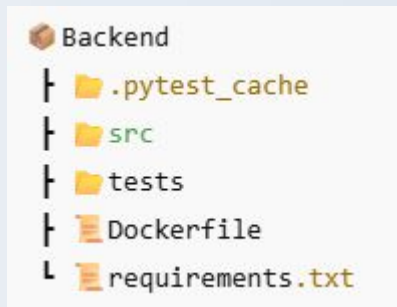 Backend
.pytest_cache
src
tests
Dockerfile
requirements.txt